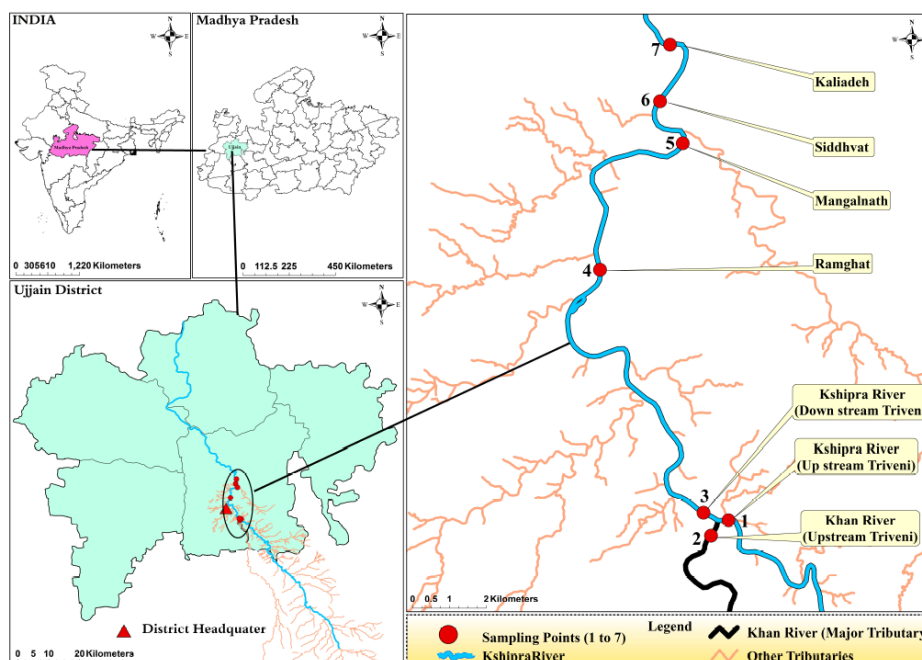 INDIA
N
W E
S
Madhya Pradesh
0 305610 1,220 Kilometers
Madhya Pradesh
N
W E
S
Ujjain
0 112.5 225 450 Kilometers
Ujjain District
N
W E
S
District Headquater
0 5 10 20 Kilometers
N
W E
S
7
Kaliadeh
6
Siddhvat
5
Mangalnath
4
Ramghat
Kshipra River
(Down stream Triveni
3
Kshipra River
(Up stream Triveni)
1
2
Khan River
(Upstream Triveni)
0 0.5 1 2 Kilometers
Legend
Sampling Points (1 to 7)
Khan River (Major Tributary
KshipraRiver
Other Tributaries